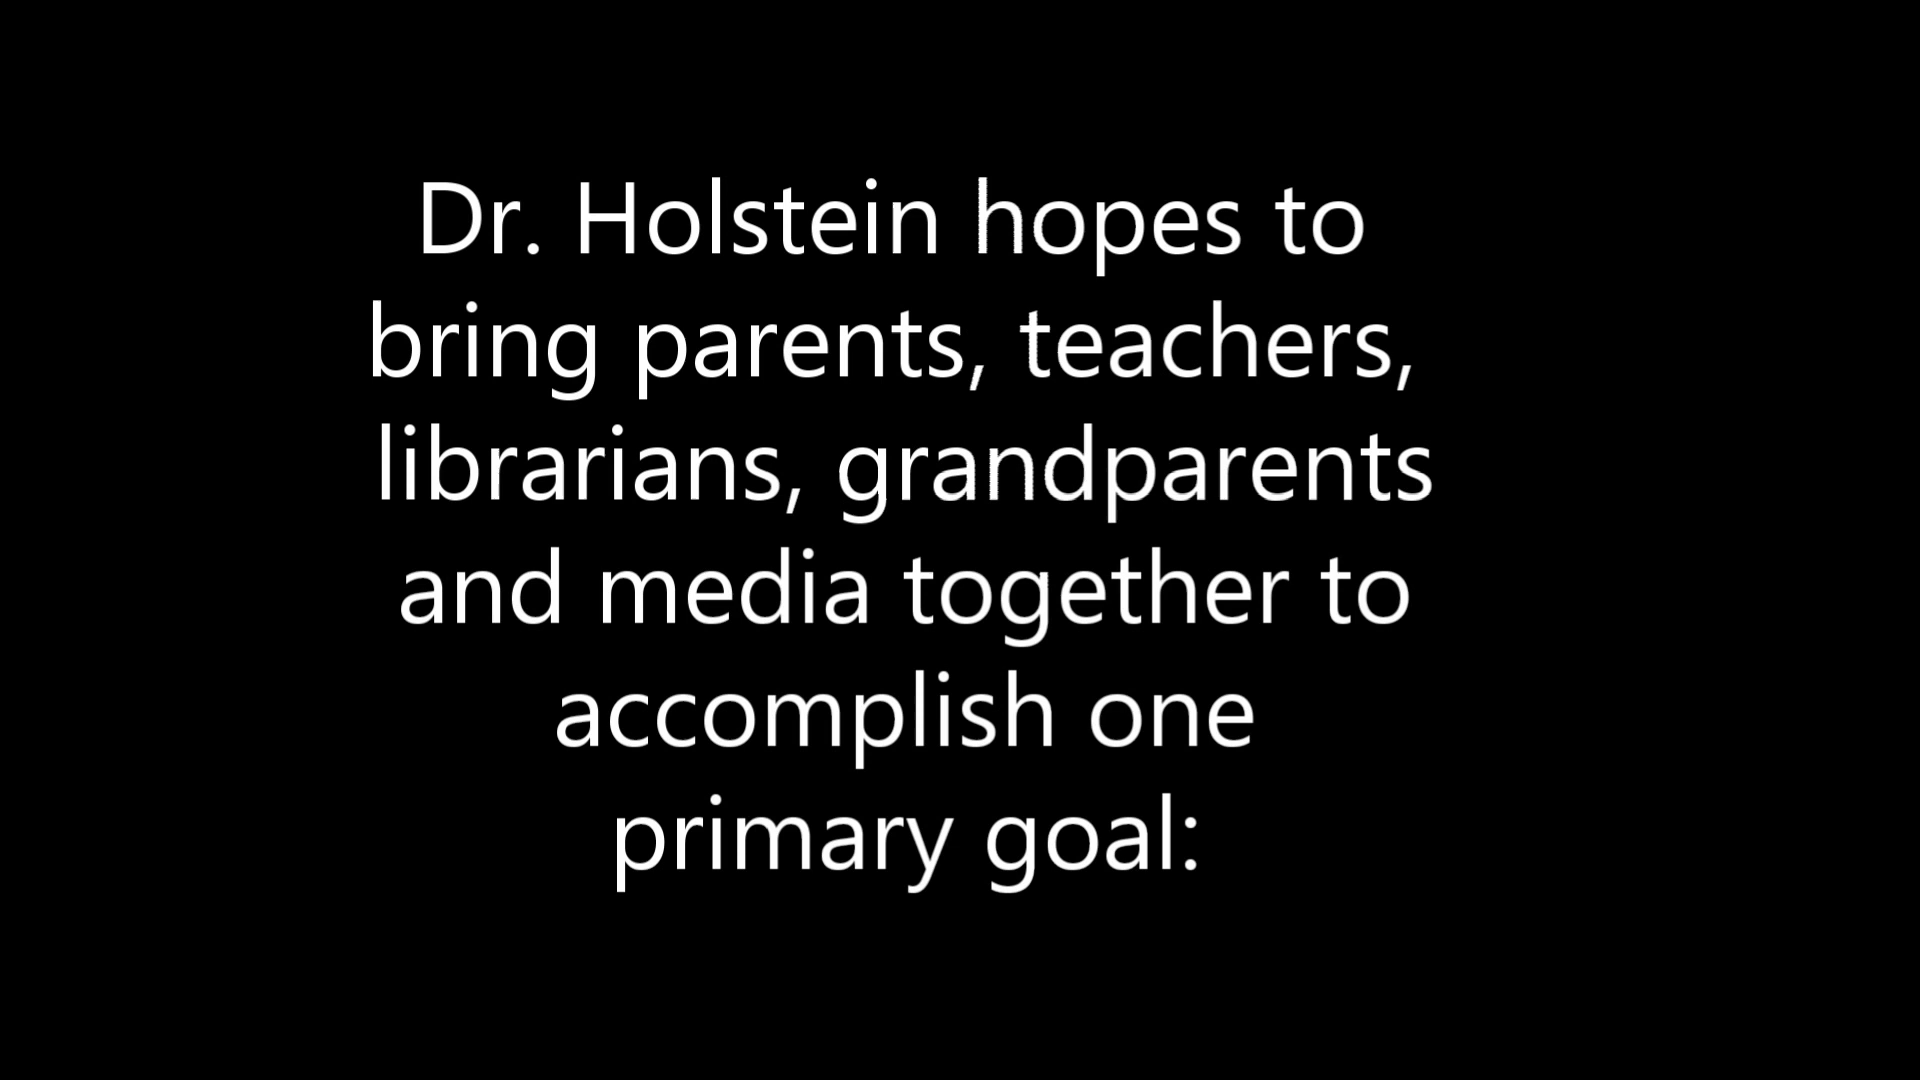 Dr. Holstein hopes to
bring parents, teachers,
librarians, grandparents
and media together to
accomplish one
primary goal: